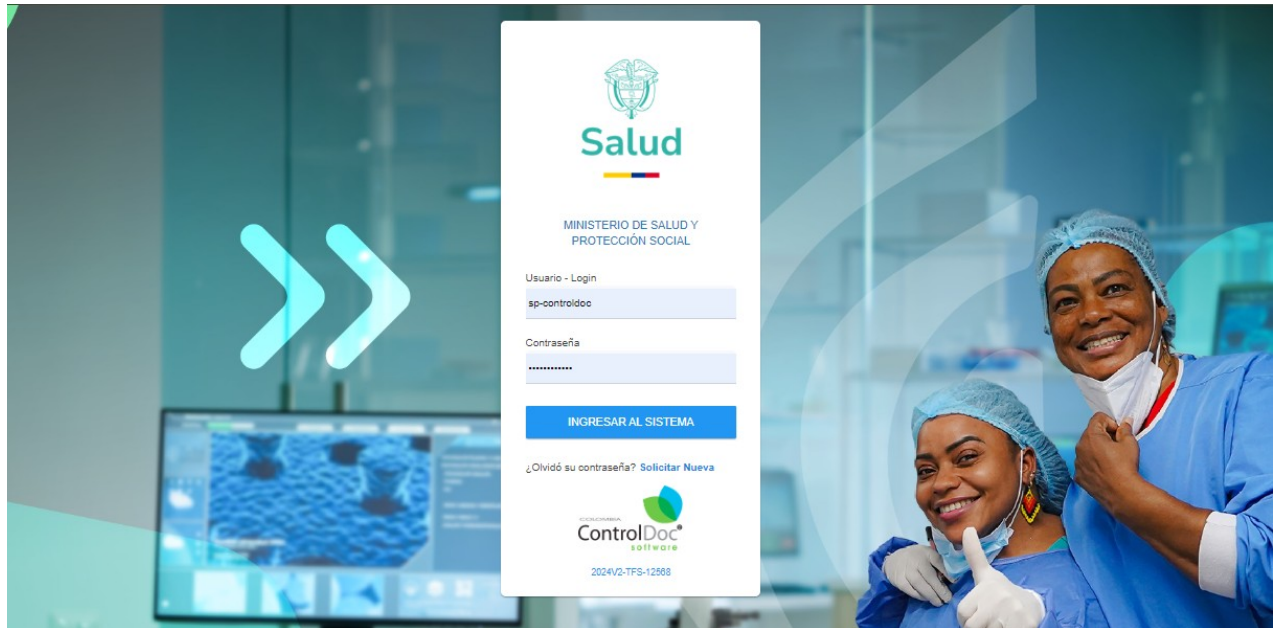 Salud
MINISTERIO DE SALUD Y
PROTECCIÓN SOCIAL
Usuario - Login
sp-controldoc
Contraseña
••••••••••••
INGRESAR AL SISTEMA
¿Olvidó su contraseña? Solicitar Nueva
COLOMBIA
ControlDoc®
software
2024V2-TFS-12568